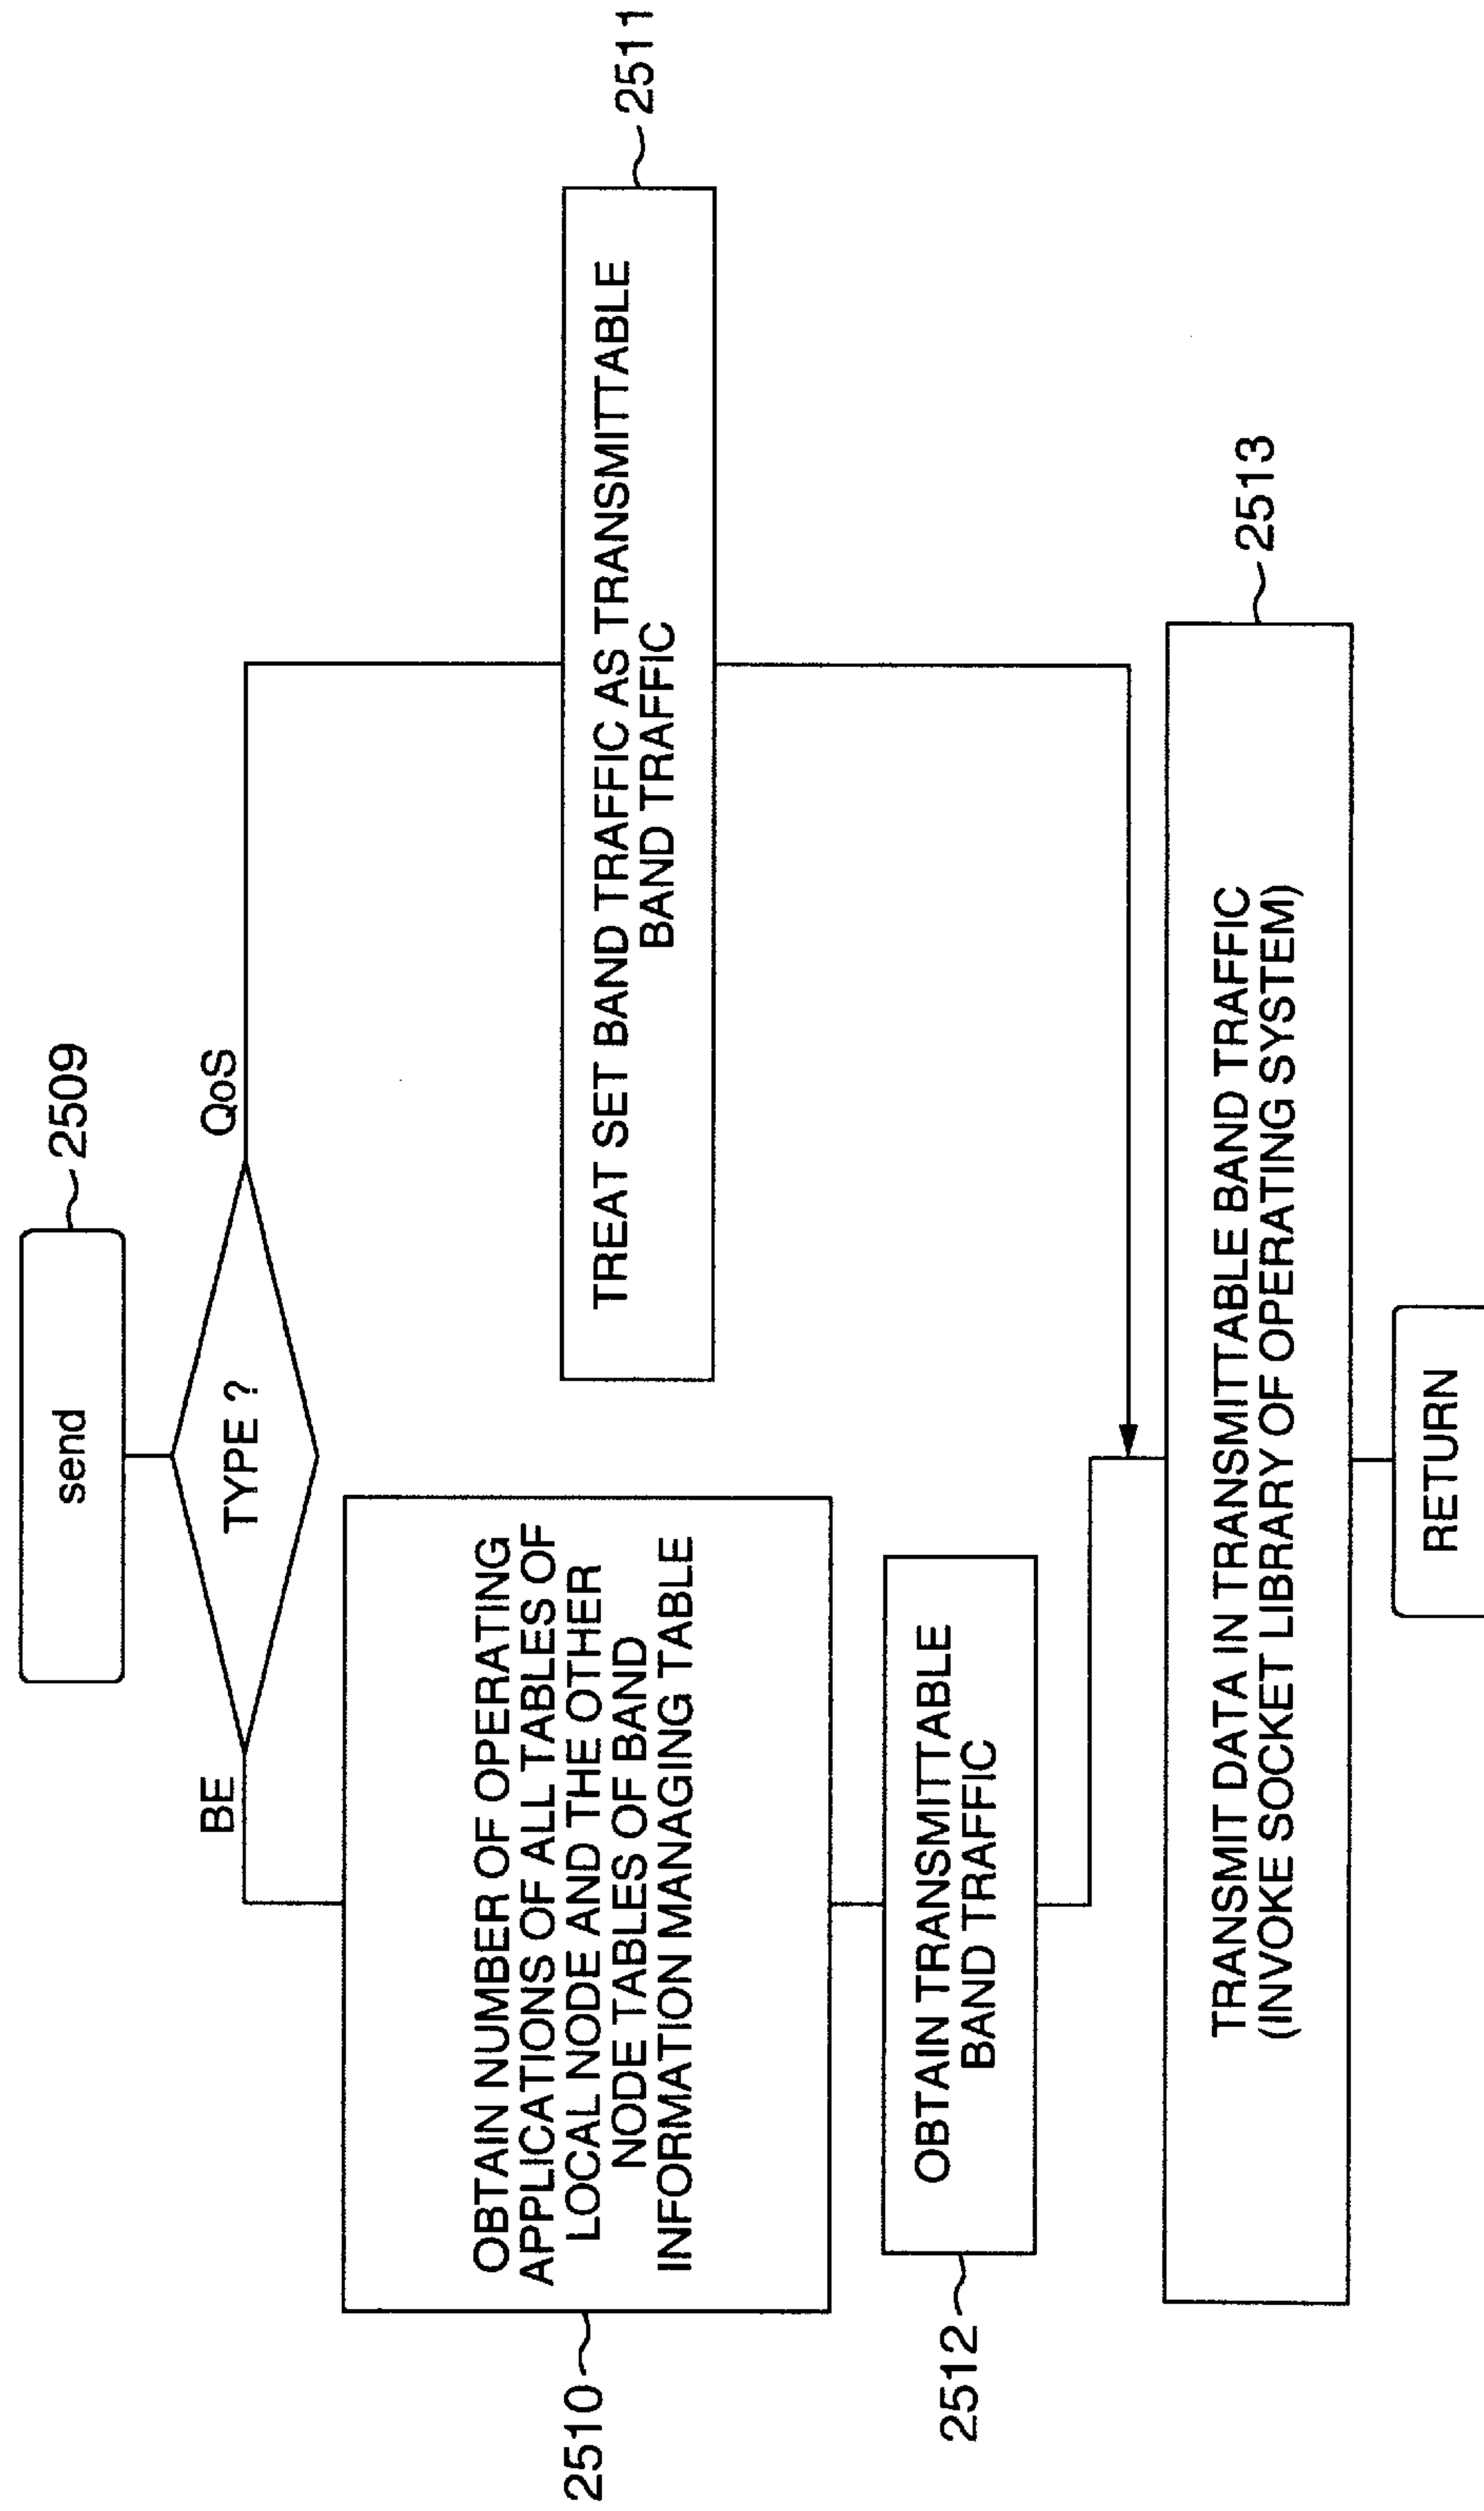 send
2509
TYPE ?
BE
QoS
2510
OBTAIN NUMBER OF OPERATING
APPLICATIONS OF ALL TABLES OF
LOCAL NODE AND THE OTHER
NODE TABLES OF BAND
INFORMATION MANAGING TABLE
TREAT SET BAND TRAFFIC AS TRANSMITTABLE
BAND TRAFFIC
2511
2512
OBTAIN TRANSMITTABLE
BAND TRAFFIC
TRANSMIT DATA IN TRANSMITTABLE BAND TRAFFIC
(INVOKE SOCKET LIBRARY OF OPERATING SYSTEM)
2513
RETURN